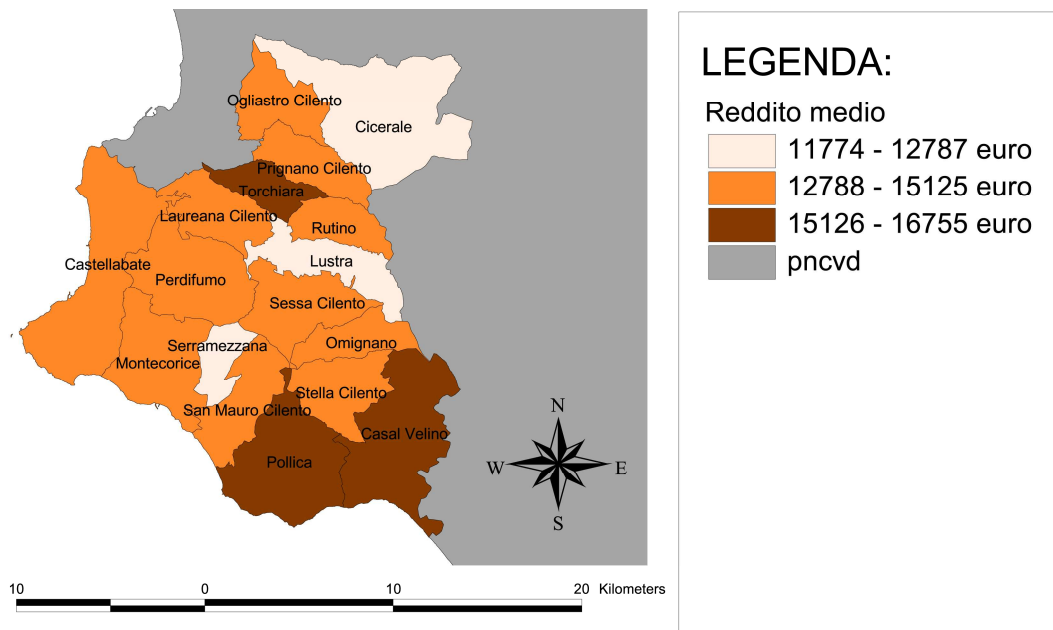 Ogliastro Cilento
Cicerale
Prignano Cilento
Torchiara
Laureana Cilento
Rutino
Lustra
Castellabate
Perdifumo
Sessa Cilento
Serramezzana
Omignano
Montecorice
Stella Cilento
San Mauro Cilento
Casal Velino
Pollica
N
W
E
S
10 0 10 20 Kilometers
LEGENDA:
Reddito medio
11774 - 12787 euro
12788 - 15125 euro
15126 - 16755 euro
pncvd